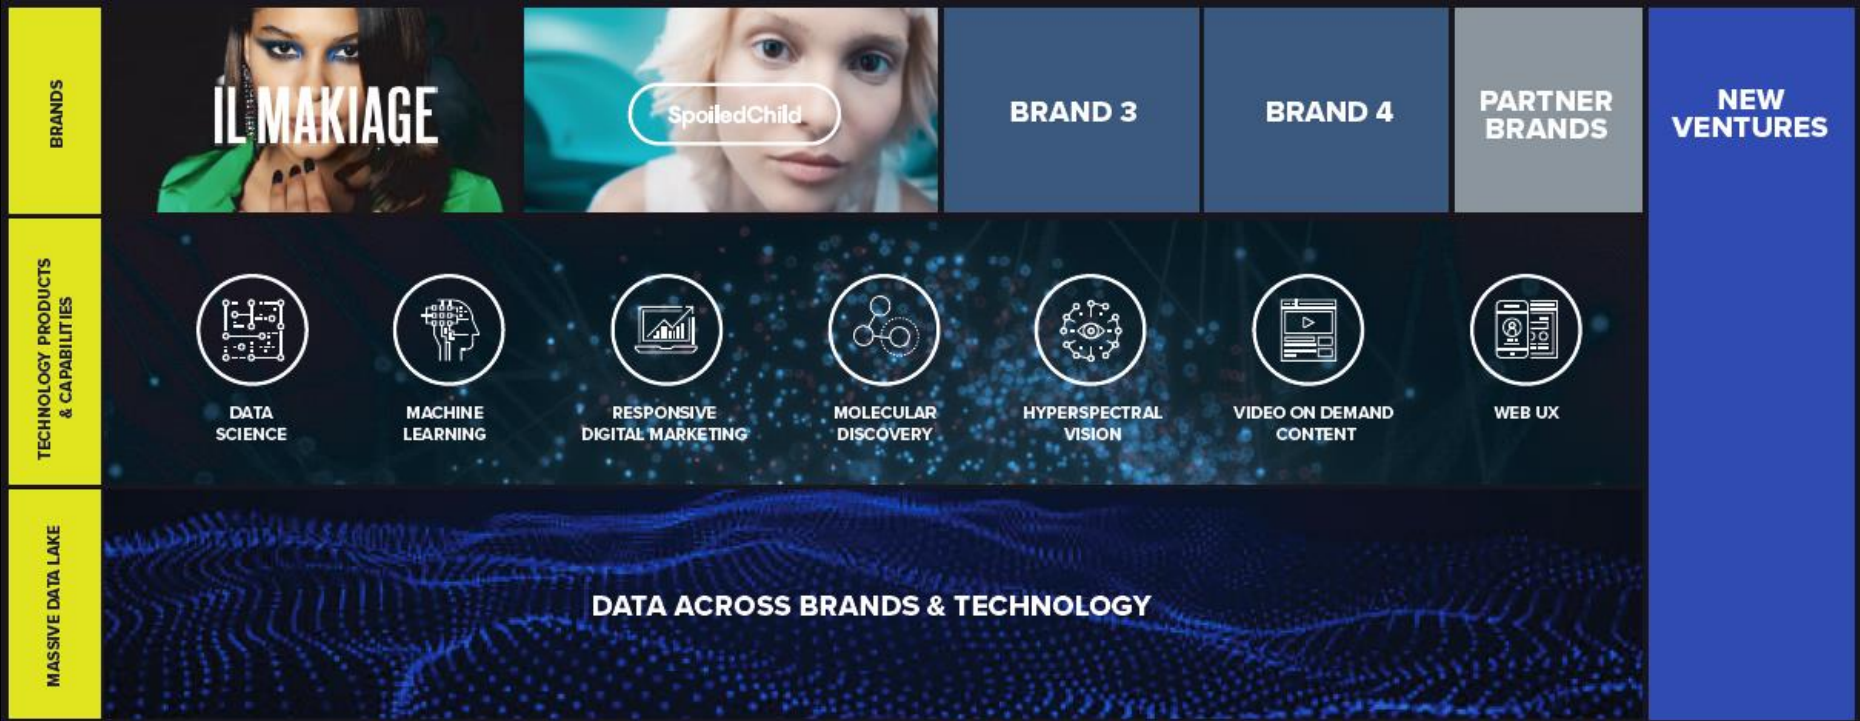 BRANDS
IL MAKIAGE
SpoiledChild
BRAND 3
BRAND 4
PARTNER
BRANDS
NEW
VENTURES
TECHNOLOGY PRODUCTS
& CAPABILITIES
DATA
SCIENCE
MACHINE
LEARNING
RESPONSIVE
DIGITAL MARKETING
MOLECULAR
DISCOVERY
HYPERSPECTRAL
VISION
VIDEO ON DEMAND
CONTENT
WEB UX
MASSIVE DATA LAKE
DATA ACROSS BRANDS & TECHNOLOGY